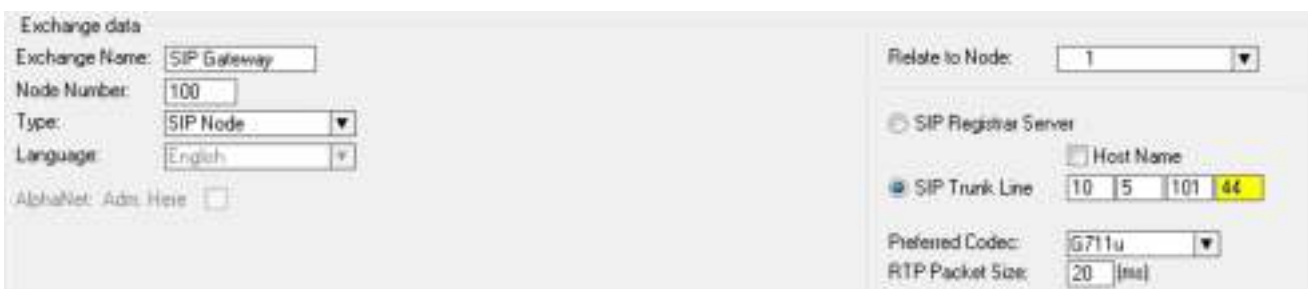 Exchange data
Exchange Name: SIP Gateway
Node Number: 100
Type: SIP Node
Language: English
AlphaNet: Adm. Here
Relate to Node: 1
SIP Registrar Server
Host Name
SIP Trunk Line 10 5 101 44
Preferred Codec: G711u
RTP Packet Size: 20 (ms)